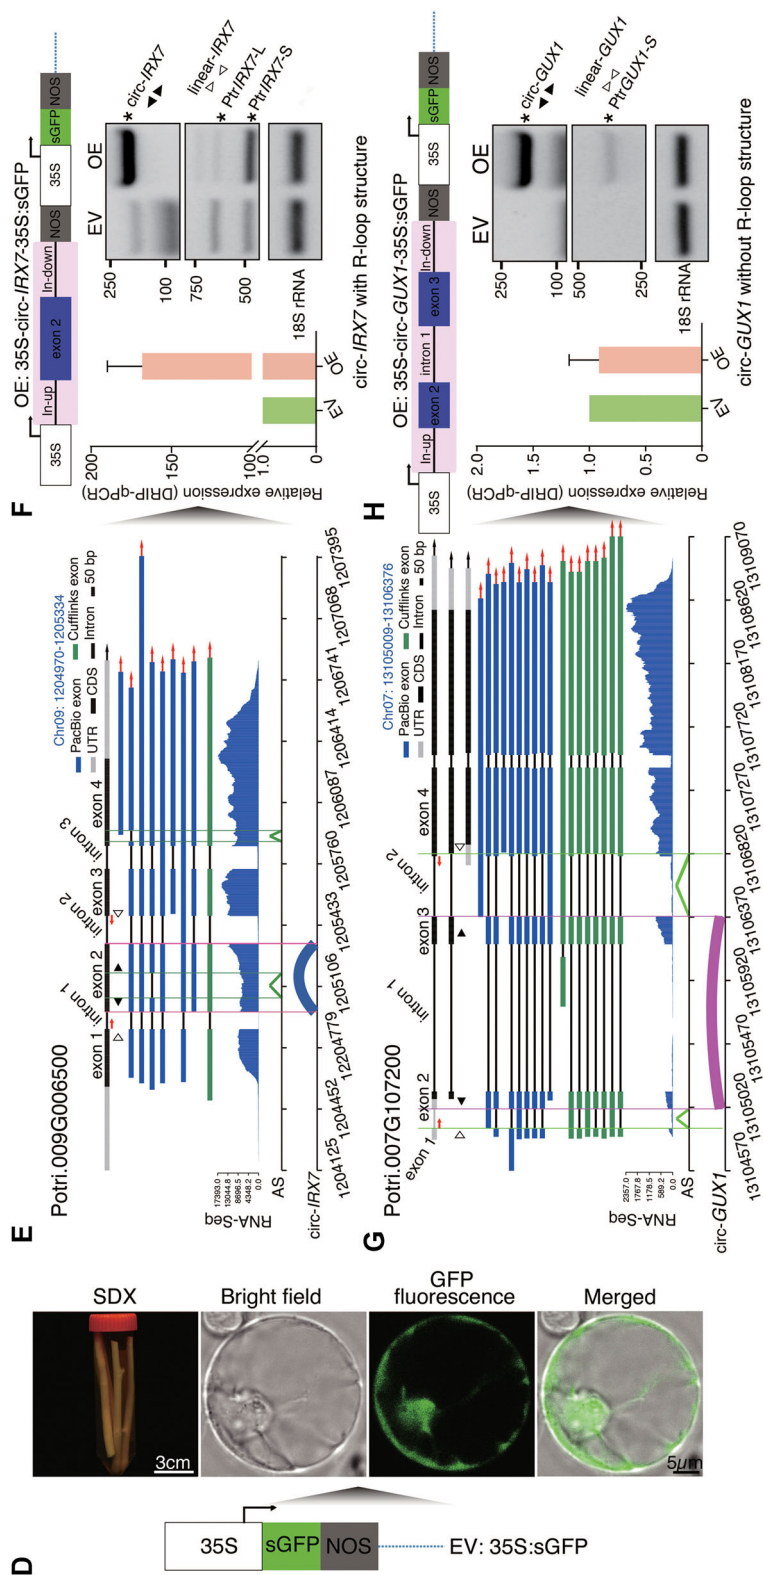 D
35S
sGFP
NOS
EV: 35S:sGFP
SDX
3cm
Bright field
GFP
fluorescence
Merged
5μm
E
Potri.009G006500
Chr09: 1204970-1205334
PacBio exon
Cufflinks exon
UTR
CDS
Intron
50 bp
exon 1
intron 1
exon 2
intron 2
exon 3
intron 3
exon 4
RNA-Seq
17393.0
13044.8
8696.5
4348.2
0.0
AS
circ-IRX7
1204125
1204452
12204779
1205106
1205433
1205760
1206087
1206414
1206741
1207068
1207395
F
OE: 35S-circ-IRX7-35S:sGFP
35S
In-up
exon 2
In-down
NOS
35S
sGFP
NOS
Relative expression (DRIP-qPCR)
200
150
100
1.0
0
EV
OE
EV
OE
250
100
circ-IRX7
750
500
linear-IRX7
PtrIRX7-L
PtrIRX7-S
18S rRNA
circ-IRX7 with R-loop structure
G
Potri.007G107200
Chr07: 13105009-13106376
PacBio exon
Cufflinks exon
UTR
CDS
Intron
50 bp
exon 1
exon 2
intron 1
exon 3
intron 2
exon 4
RNA-Seq
2357.0
1767.8
1178.5
589.2
0.0
AS
circ-GUX1
13104570
13105020
13105470
13105920
13106370
13106820
13107270
13107720
13108170
13108620
13109070
H
OE: 35S-circ-GUX1-35S:sGFP
35S
In-up
exon 2
intron 1
exon 3
In-down
NOS
35S
sGFP
NOS
Relative expression (DRIP-qPCR)
2.0
1.5
1.0
0.5
0
EV
OE
EV
OE
250
100
circ-GUX1
500
250
linear-GUX1
PtrGUX1-S
18S rRNA
circ-GUX1 without R-loop structure